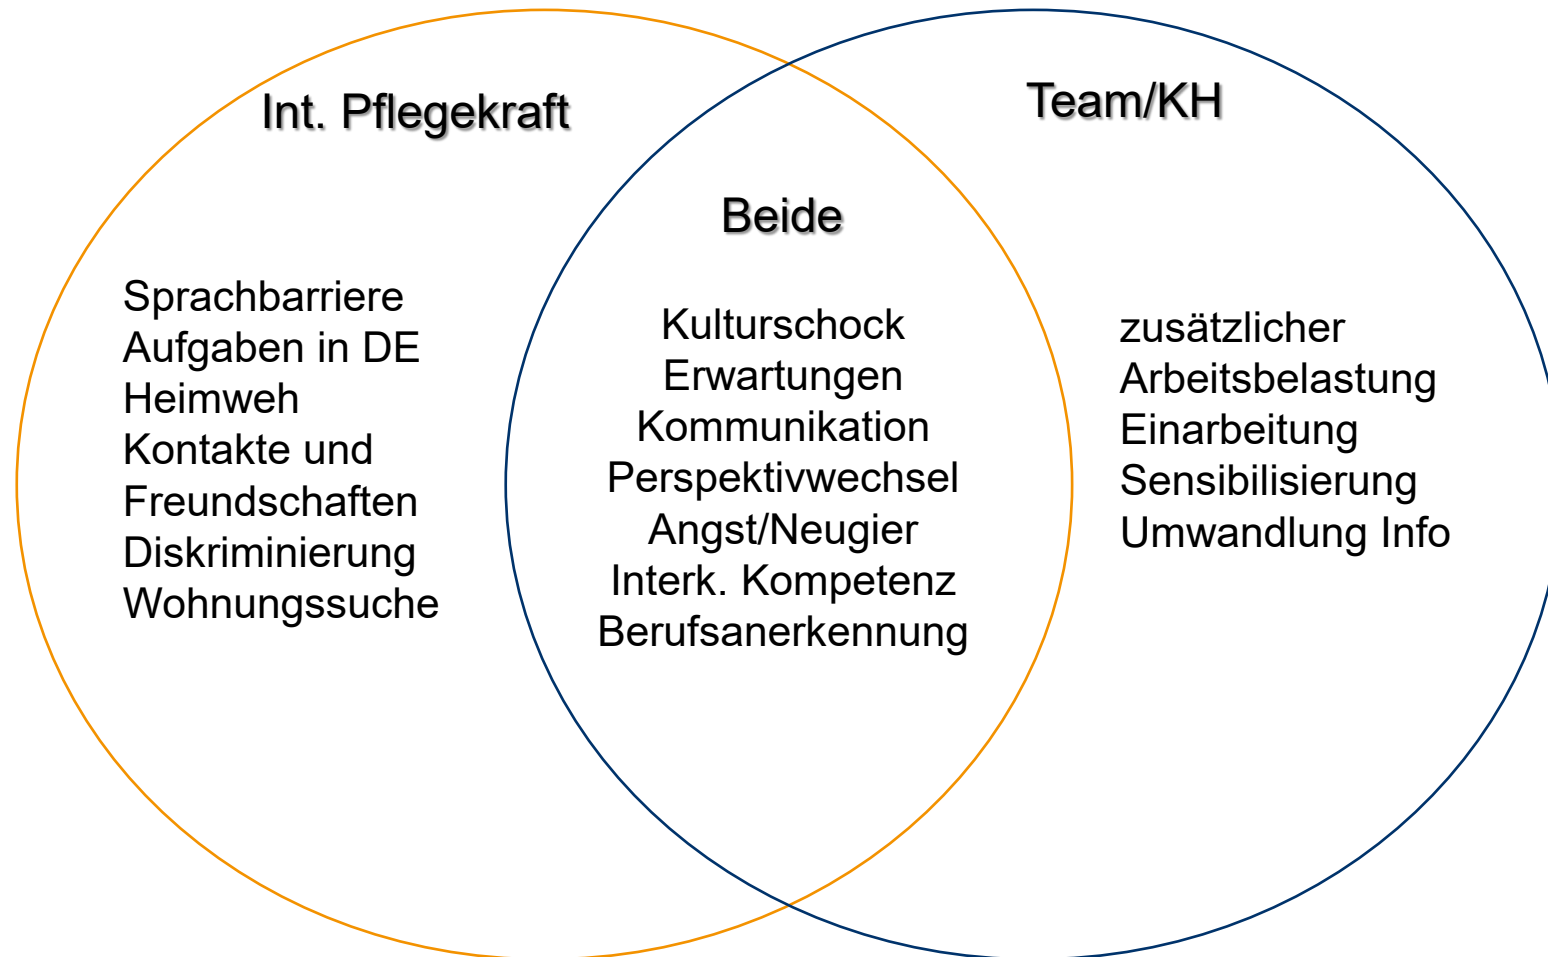 Int. Pflegekraft
Sprachbarriere
Aufgaben in DE
Heimweh
Kontakte und
Freundschaften
Diskriminierung
Wohnungssuche
Beide
Kulturschock
Erwartungen
Kommunikation
Perspektivwechsel
Angst/Neugier
Interk. Kompetenz
Berufsanerkennung
Team/KH
zusätzlicher
Arbeitsbelastung
Einarbeitung
Sensibilisierung
Umwandlung Info